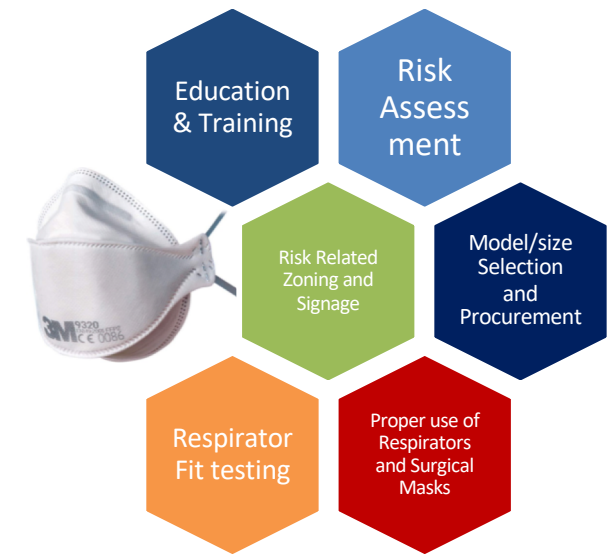 Education
& Training
Risk
Assess
ment
Risk Related
Zoning and
Signage
Model/size
Selection
and
Procurement
3M 9320
CE 0086
Respirator
Fit testing
Proper use of
Respirators
and Surgical
Masks